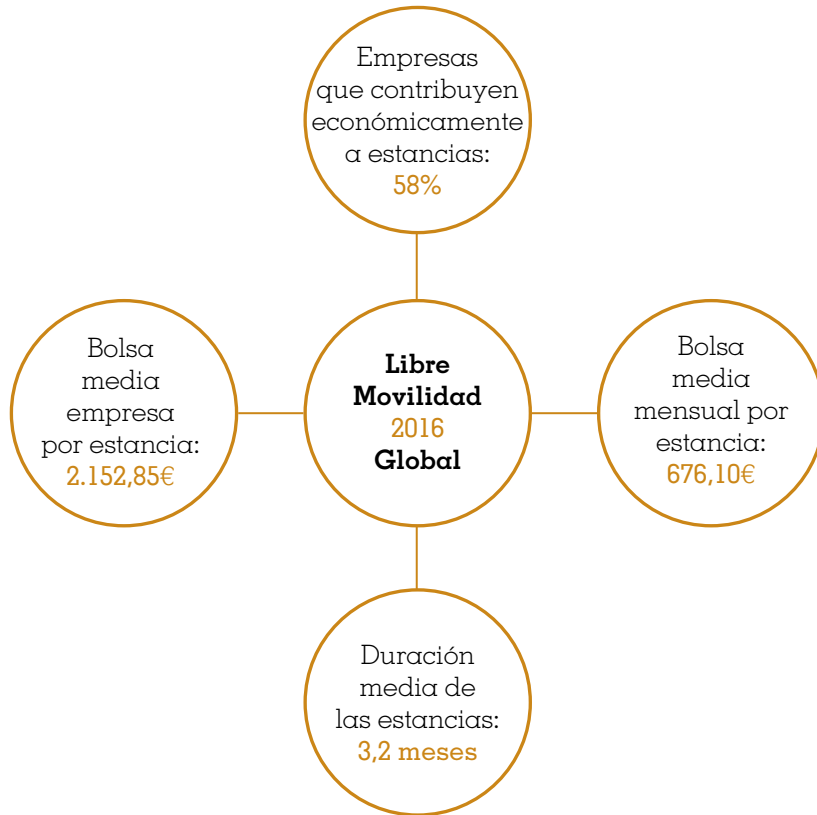 Empresas
que contribuyen
económicamente
a estancias:
58%
Bolsa
media
empresa
por estancia:
2.152,85€
Libre
Movilidad
2016
Global
Bolsa
media
mensual por
estancia:
676,10€
Duración
media de
las estancias:
3,2 meses